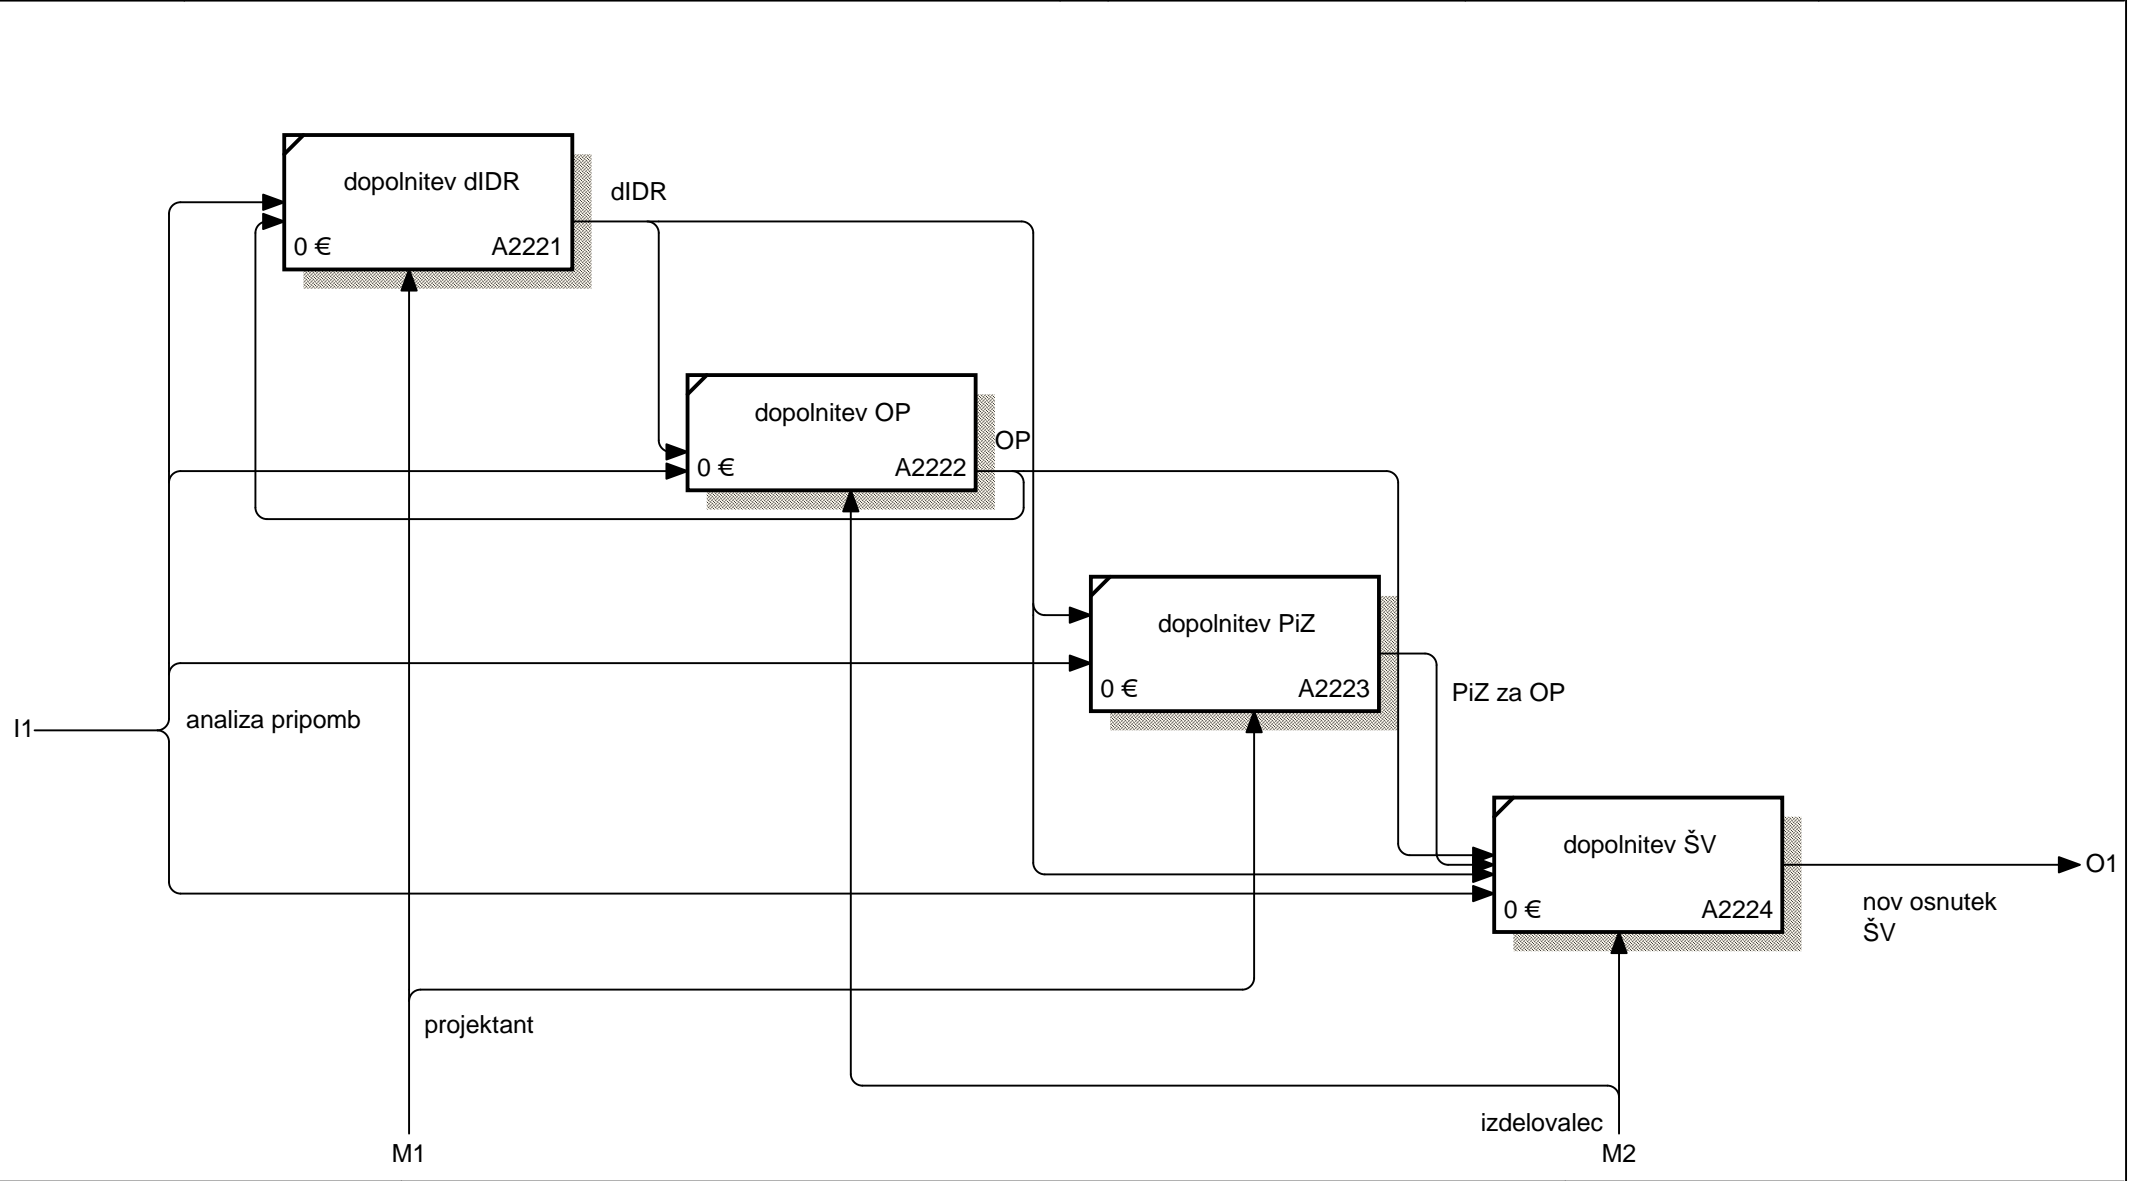 dopolnitev dIDR
0 € A2221
dIDR
dopolnitev OP
0 € A2222
OP
dopolnitev PiZ
0 € A2223
PiZ za OP
I1
analiza pripomb
dopolnitev ŠV
0 € A2224
O1
nov osnutek
ŠV
projektant
izdelovalec
M1
M2